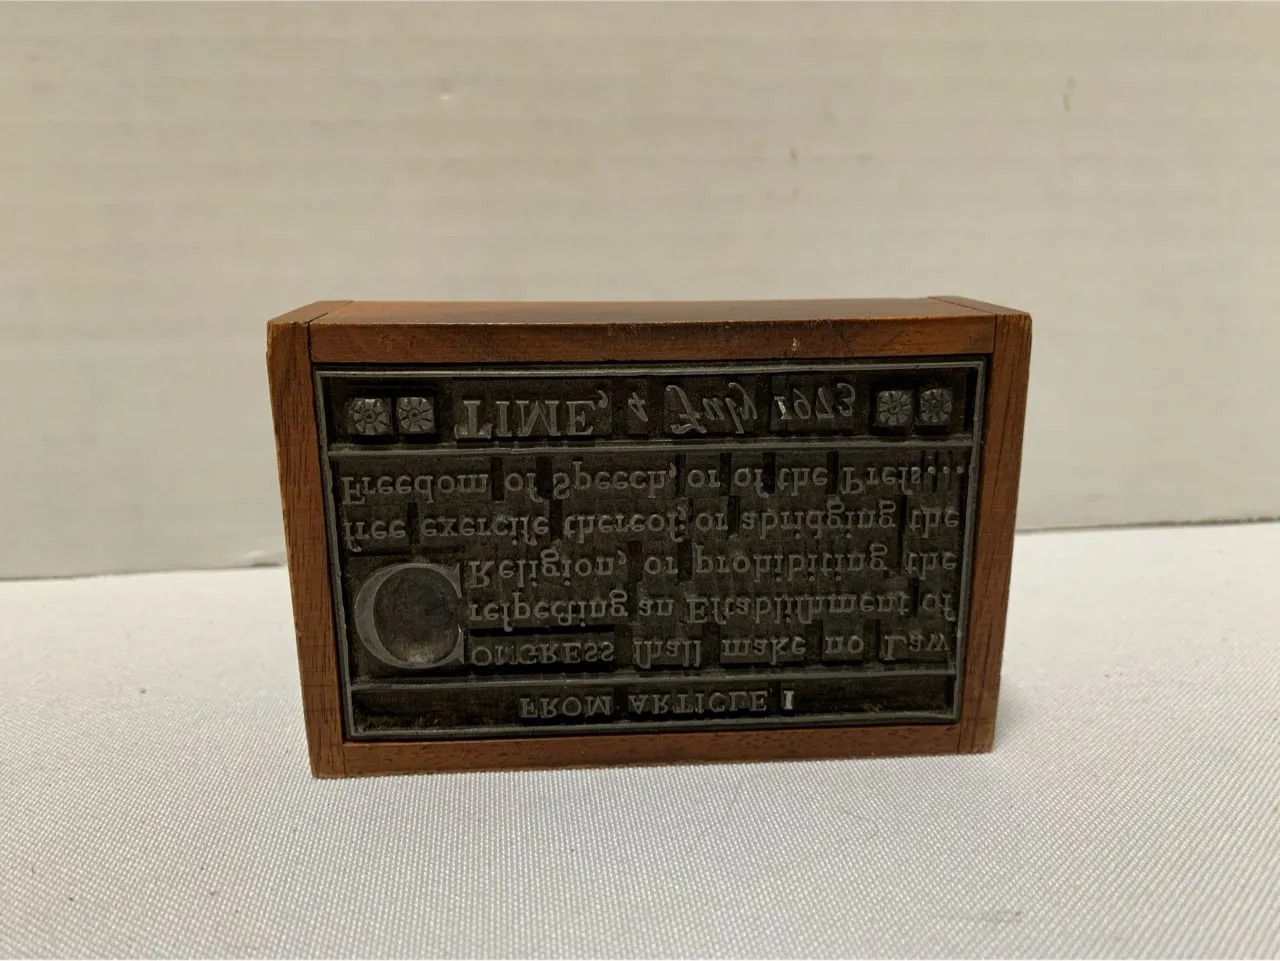 FROM ARTICLE I
CONGRESS ſhall make no Law
reſpecting an Eſtabliſhment of
Religion, or prohibiting the
free exerciſe thereof; or abridging the
Freedom of Speech, or of the Preſs...
TIME, 4 July 1973